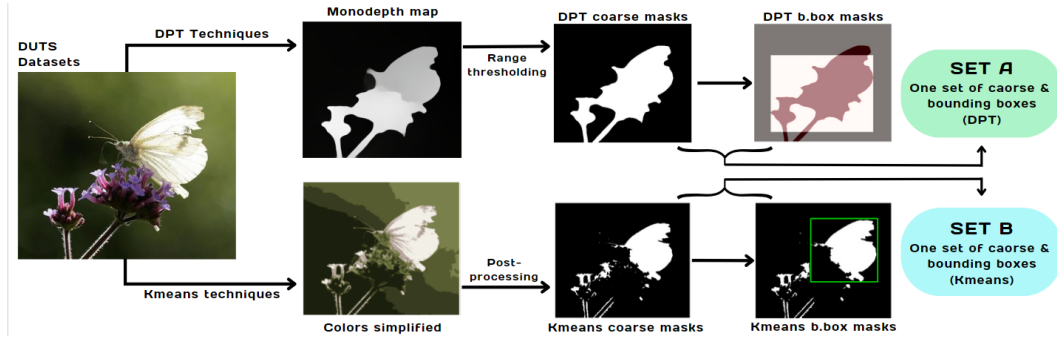 DUTS
Datasets
DPT Techniques
Monodepth map
Range
thresholding
DPT coarse masks
DPT b.box masks
SET A
One set of caorse &
bounding boxes
(DPT)
Kmeans techniques
Colors simplified
Post-
processing
Kmeans coarse masks
Kmeans b.box masks
SET B
One set of caorse &
bounding boxes
(Kmeans)